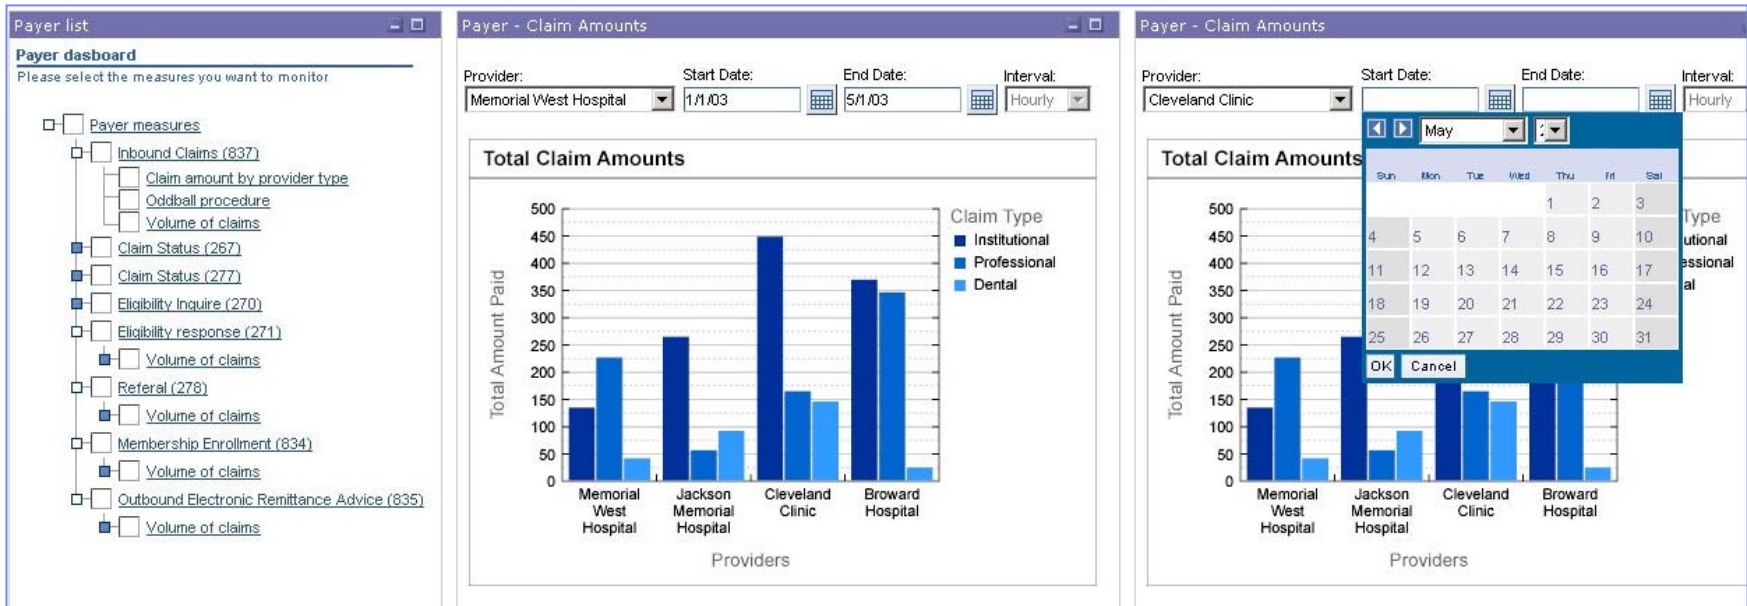 Payer list
Payer dasboard
Please select the measures you want to monitor
Payer measures
Inbound Claims (837)
Claim amount by provider type
Oddball procedure
Volume of claims
Claim Status (267)
Claim Status (277)
Eligibility Inquire (270)
Eligibility response (271)
Volume of claims
Referal (278)
Volume of claims
Membership Enrollment (834)
Volume of claims
Outbound Electronic Remittance Advice (835)
Volume of claims
Payer - Claim Amounts
Provider: Start Date: End Date: Interval:
Memorial West Hospital 1/1/03 5/1/03 Hourly
Total Claim Amounts
Claim Type
Institutional
Professional
Dental
Total Amount Paid
500
450
400
350
300
250
200
150
100
50
0
Memorial West Hospital
Jackson Memorial Hospital
Cleveland Clinic
Broward Hospital
Providers
Payer - Claim Amounts
Provider: Start Date: End Date: Interval:
Cleveland Clinic Hourly
Total Claim Amounts
May
Sun Mon Tue Wed Thu Fri Sat
1 2 3
4 5 6 7 8 9 10
11 12 13 14 15 16 17
18 19 20 21 22 23 24
25 26 27 28 29 30 31
OK Cancel
Type
utional
essional
al
Total Amount Paid
500
450
400
350
300
250
200
150
100
50
0
Memorial West Hospital
Jackson Memorial Hospital
Cleveland Clinic
Broward Hospital
Providers